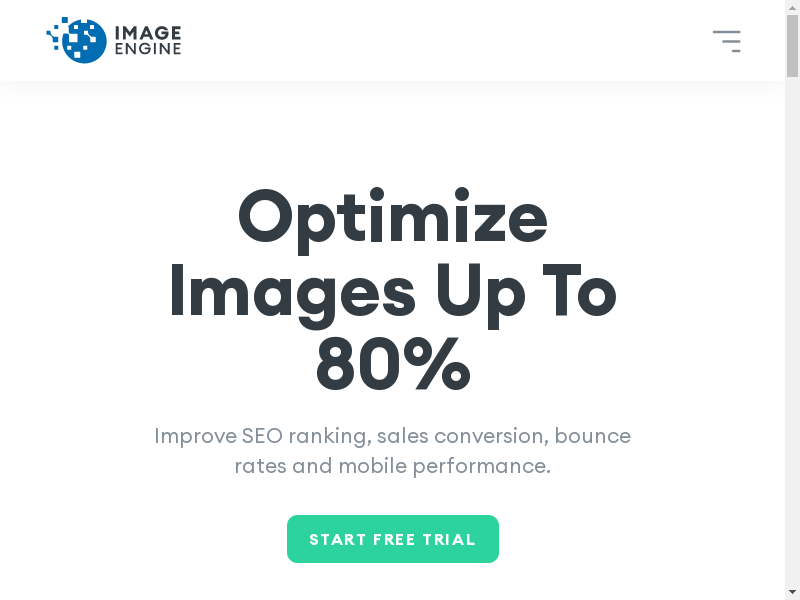 IMAGE
ENGINE
Optimize
Images Up To
80%
Improve SEO ranking, sales conversion, bounce
rates and mobile performance.
START FREE TRIAL